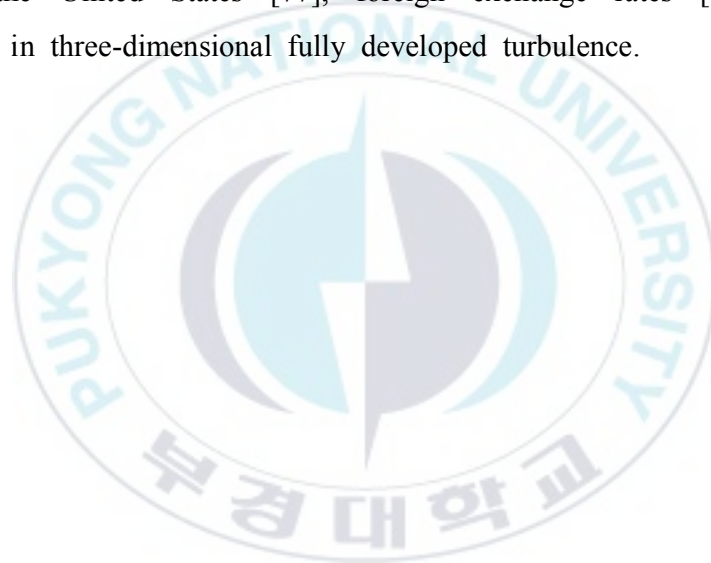 the United States [77], foreign exchange rates [
in three-dimensional fully developed turbulence.
PUKYONG NATIONAL UNIVERSITY
부경대학교